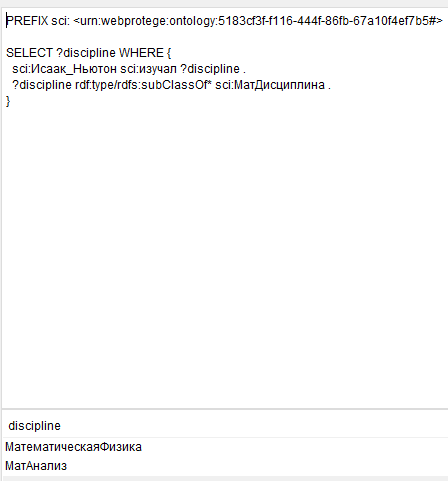 PREFIX sci: <urn:webprotege:ontology:5183cf3f-f116-444f-86fb-67a10f4ef7b5#>
SELECT ?discipline WHERE {
sci:Исаак_Ньютон sci:изучал ?discipline .
?discipline rdf:type/rdfs:subClassOf* sci:МатДисциплина .
}
discipline
МатематическаяФизика
МатАнализ